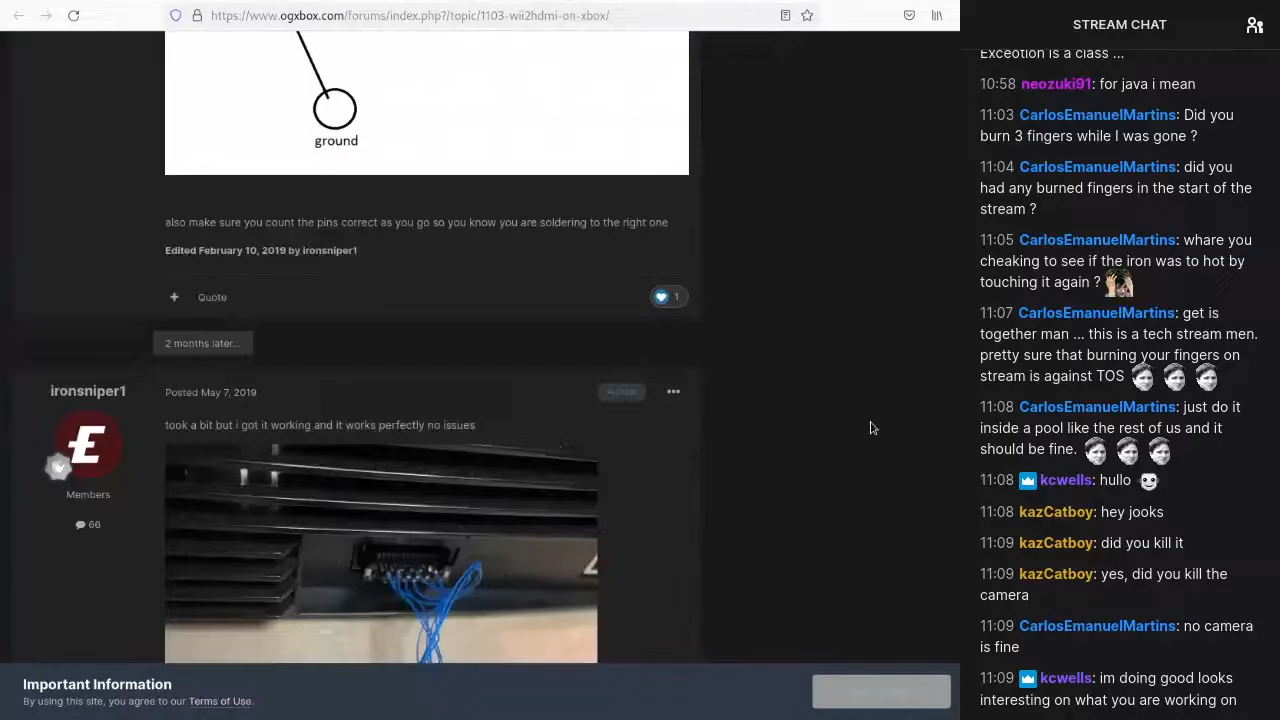 https://www.ogxbox.com/forums/index.php?/topic/1103-wii2hdmi-on-xbox/
ground
also make sure you count the pins correct as you go so you know you are soldering to the right one
Edited February 10, 2019 by ironsniper1
Quote
1
2 months later...
ironsniper1
Posted May 7, 2019
Author
took a bit but i got it working and it works perfectly no issues
Members
66
Important Information
By using this site, you agree to our Terms of Use.
STREAM CHAT
Exceotion is a class ...
10:58 neozuki91: for java i mean
11:03 CarlosEmanuelMartins: Did you
burn 3 fingers while I was gone ?
11:04 CarlosEmanuelMartins: did you
had any burned fingers in the start of the
stream ?
11:05 CarlosEmanuelMartins: whare you
cheaking to see if the iron was to hot by
touching it again ?
11:07 CarlosEmanuelMartins: get is
together man ... this is a tech stream men.
pretty sure that burning your fingers on
stream is against TOS
11:08 CarlosEmanuelMartins: just do it
inside a pool like the rest of us and it
should be fine.
11:08 kcwells: hullo
11:08 kazCatboy: hey jooks
11:09 kazCatboy: did you kill it
11:09 kazCatboy: yes, did you kill the
camera
11:09 CarlosEmanuelMartins: no camera
is fine
11:09 kcwells: im doing good looks
interesting on what you are working on